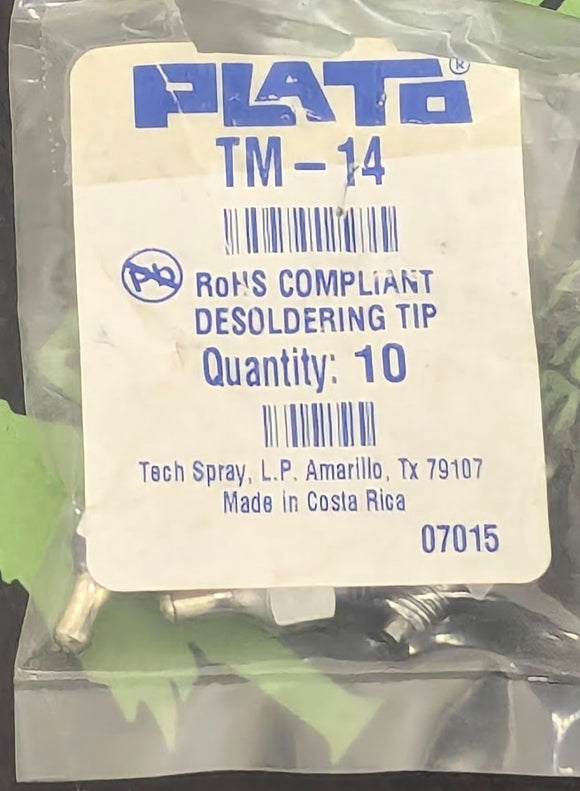 PLATO®
TM-14
Pb
RoHS COMPLIANT
DESOLDERING TIP
Quantity: 10
Tech Spray, L.P. Amarillo, Tx 79107
Made in Costa Rica
07015